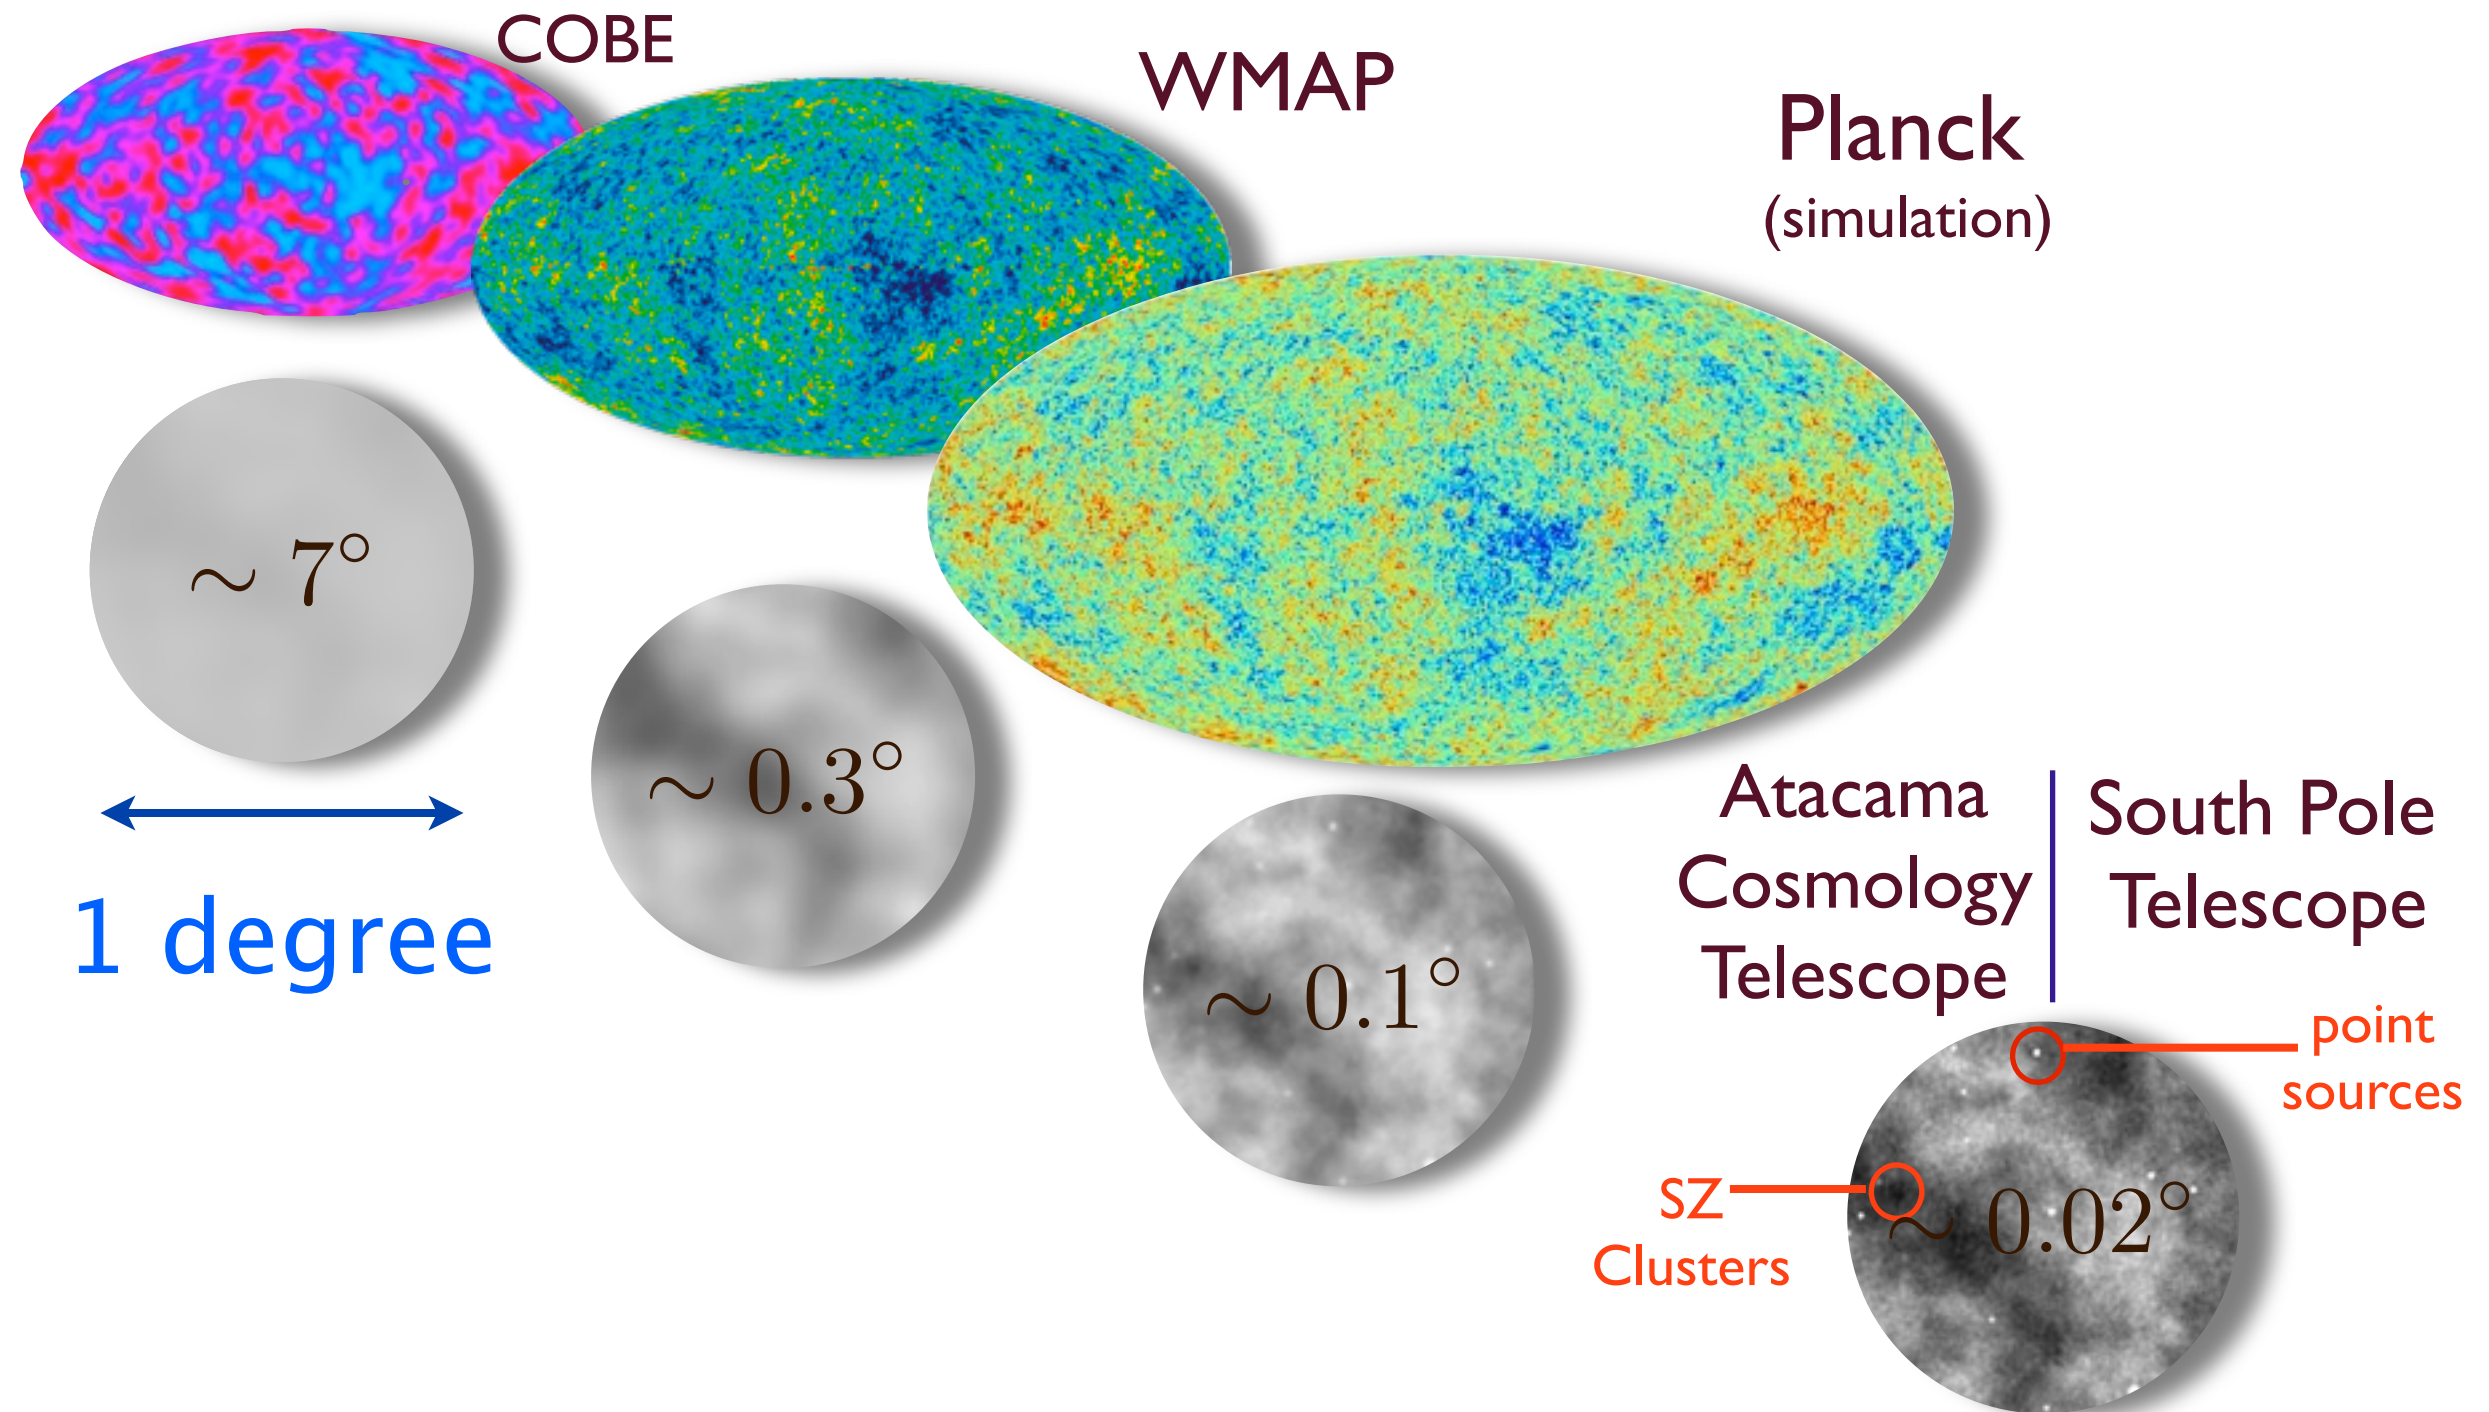 COBE
WMAP
Planck
(simulation)
∼ 7°
1 degree
∼ 0.3°
∼ 0.1°
Atacama
Cosmology
Telescope
South Pole
Telescope
point
sources
SZ
Clusters
∼ 0.02°